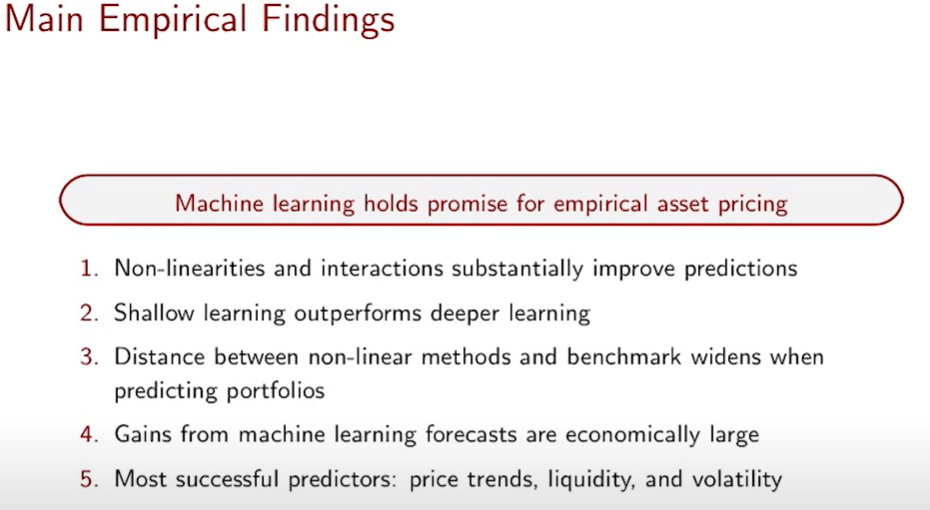 Main Empirical Findings
Machine learning holds promise for empirical asset pricing
1. Non-linearities and interactions substantially improve predictions
2. Shallow learning outperforms deeper learning
3. Distance between non-linear methods and benchmark widens when
predicting portfolios
4. Gains from machine learning forecasts are economically large
5. Most successful predictors: price trends, liquidity, and volatility